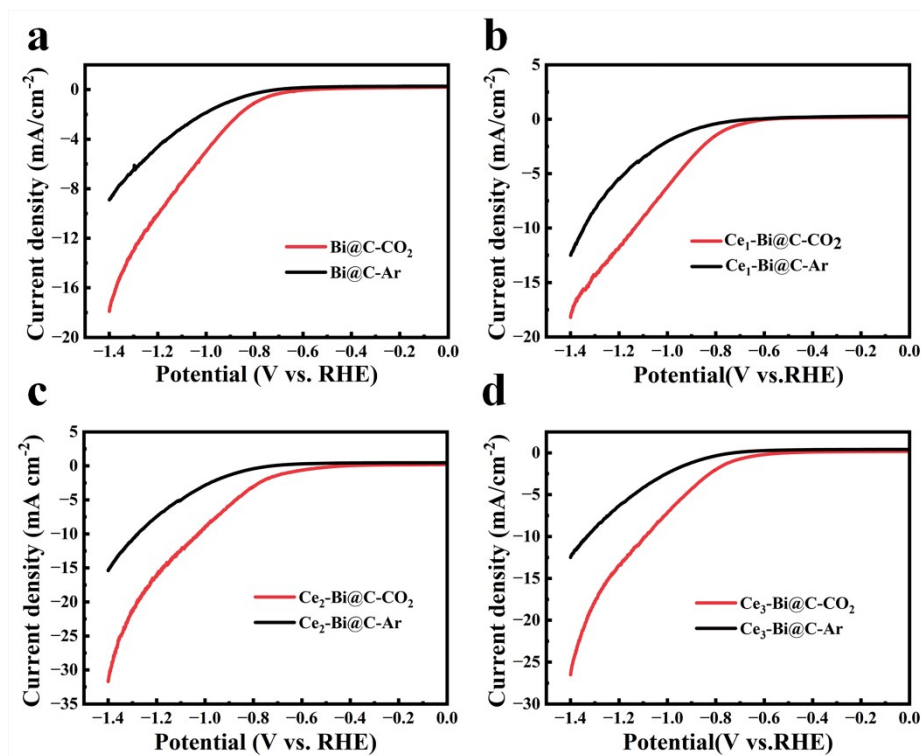 a
0
−4
−8
−12
−16
−20
Current density (mA/cm⁻²)
Bi@C-CO₂
Bi@C-Ar
−1.4 −1.2 −1.0 −0.8 −0.6 −0.4 −0.2 0.0
Potential (V vs. RHE)
b
5
0
−5
−10
−15
−20
Current density (mA/cm⁻²)
Ce₁-Bi@C-CO₂
Ce₁-Bi@C-Ar
−1.4 −1.2 −1.0 −0.8 −0.6 −0.4 −0.2 0.0
Potential(V vs.RHE)
c
5
0
−5
−10
−15
−20
−25
−30
−35
Current density (mA cm⁻²)
Ce₂-Bi@C-CO₂
Ce₂-Bi@C-Ar
−1.4 −1.2 −1.0 −0.8 −0.6 −0.4 −0.2 0.0
Potential (V vs. RHE)
d
0
−5
−10
−15
−20
−25
−30
Current density (mA cm⁻²)
Ce₃-Bi@C-CO₂
Ce₃-Bi@C-Ar
−1.4 −1.2 −1.0 −0.8 −0.6 −0.4 −0.2 0.0
Potential(V vs.RHE)